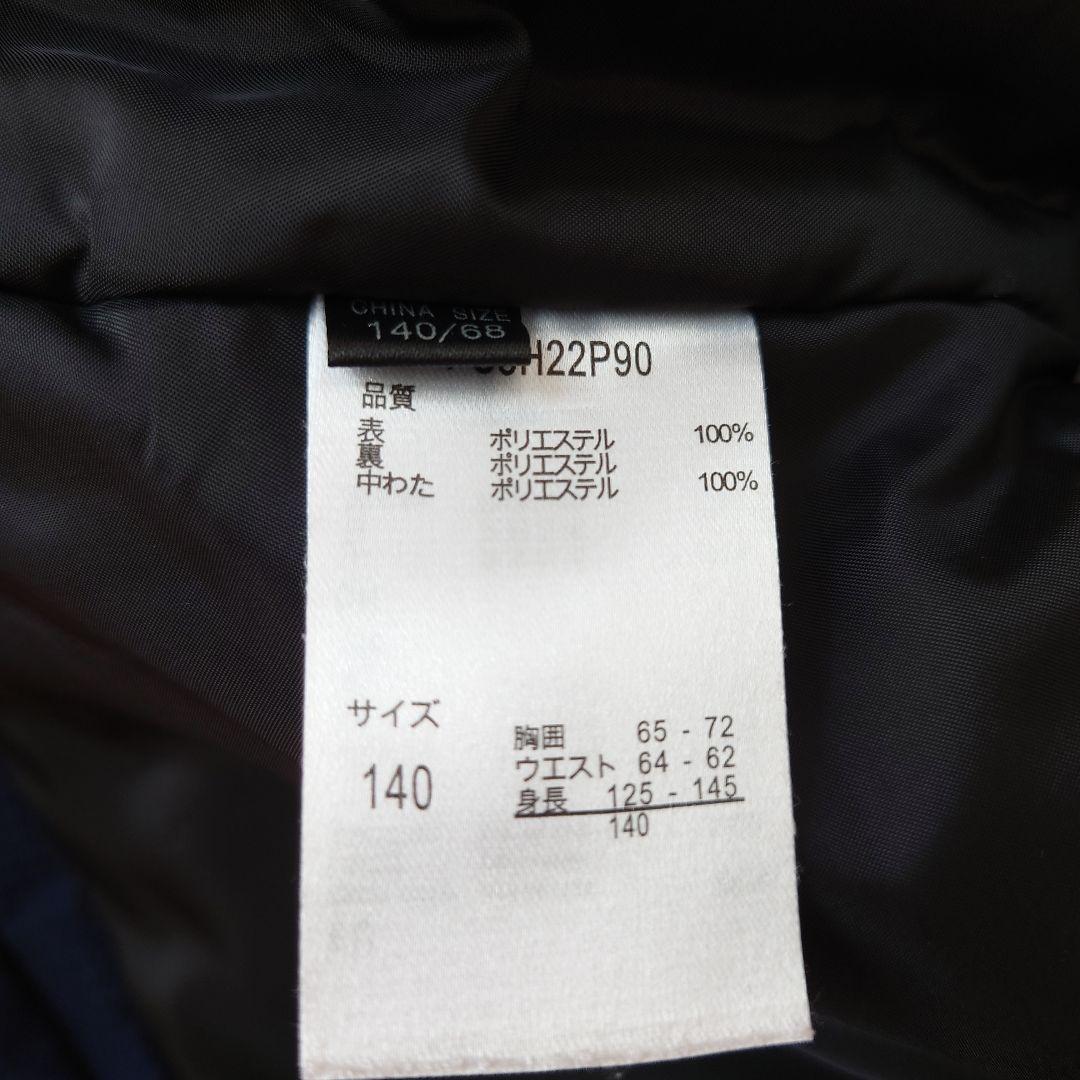 CHINA SIZE
140/68
H22P90
品質
表 ポリエステル 100%
裏 ポリエステル
中わた ポリエステル 100%
サイズ
140
胸囲 65 - 72
ウエスト 64 - 62
身長 125 - 145
140